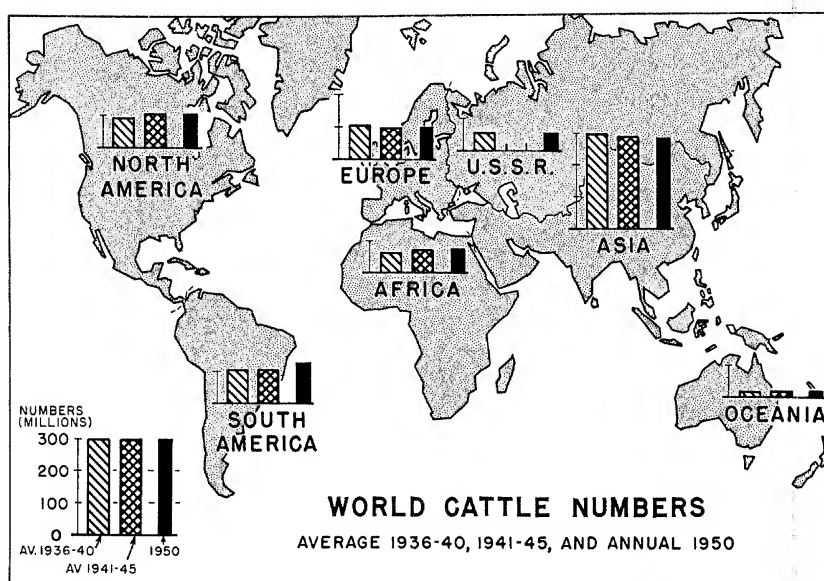 NORTH
AMERICA
EUROPE
U.S.S.R.
ASIA
AFRICA
SOUTH
AMERICA
OCEANIA
NUMBERS
(MILLIONS)
300
200
100
0
AV. 1936-40
AV 1941-45
1950
WORLD CATTLE NUMBERS
AVERAGE 1936-40, 1941-45, AND ANNUAL 1950